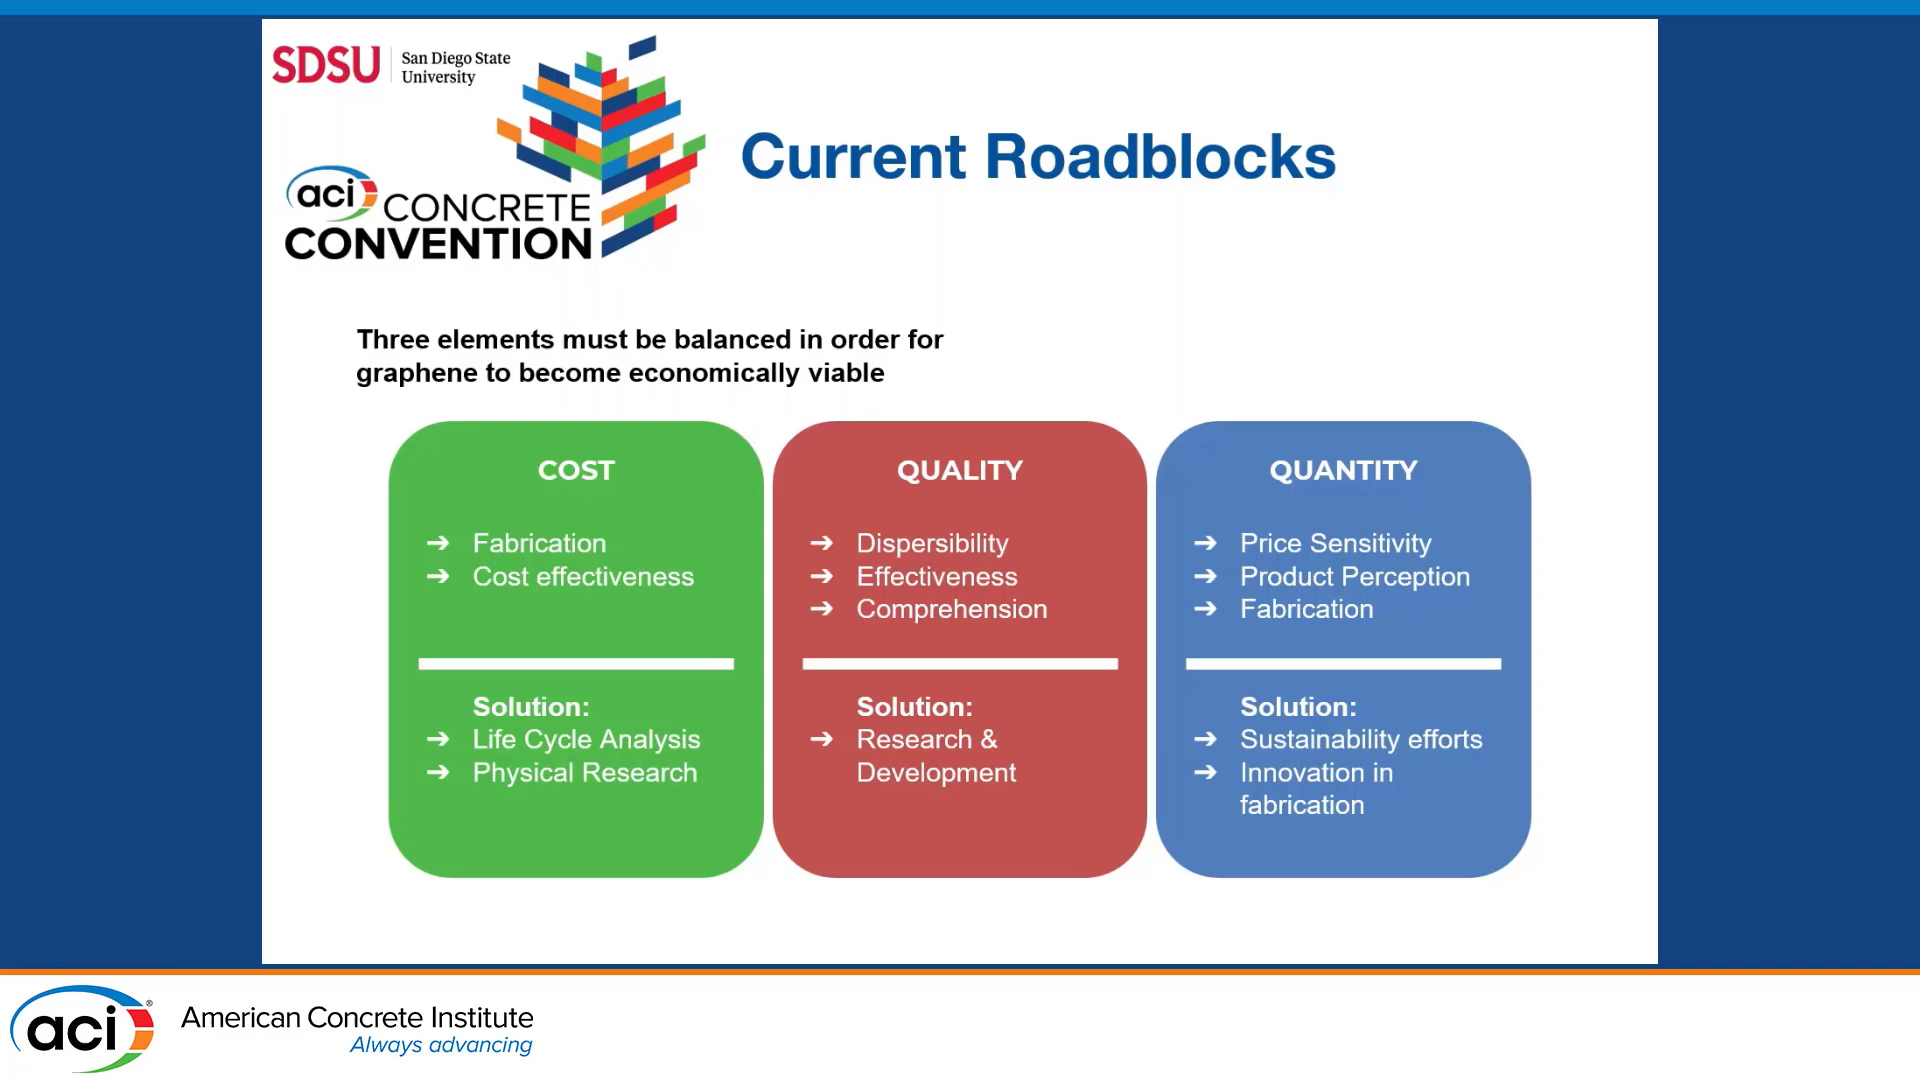 SDSU
San Diego State
University
aci CONCRETE
CONVENTION
Current Roadblocks
Three elements must be balanced in order for
graphene to become economically viable
COST
➔ Fabrication
➔ Cost effectiveness
Solution:
➔ Life Cycle Analysis
➔ Physical Research
QUALITY
➔ Dispersibility
➔ Effectiveness
➔ Comprehension
Solution:
➔ Research &
Development
QUANTITY
➔ Price Sensitivity
➔ Product Perception
➔ Fabrication
Solution:
➔ Sustainability efforts
➔ Innovation in
fabrication
aci®
American Concrete Institute
Always advancing